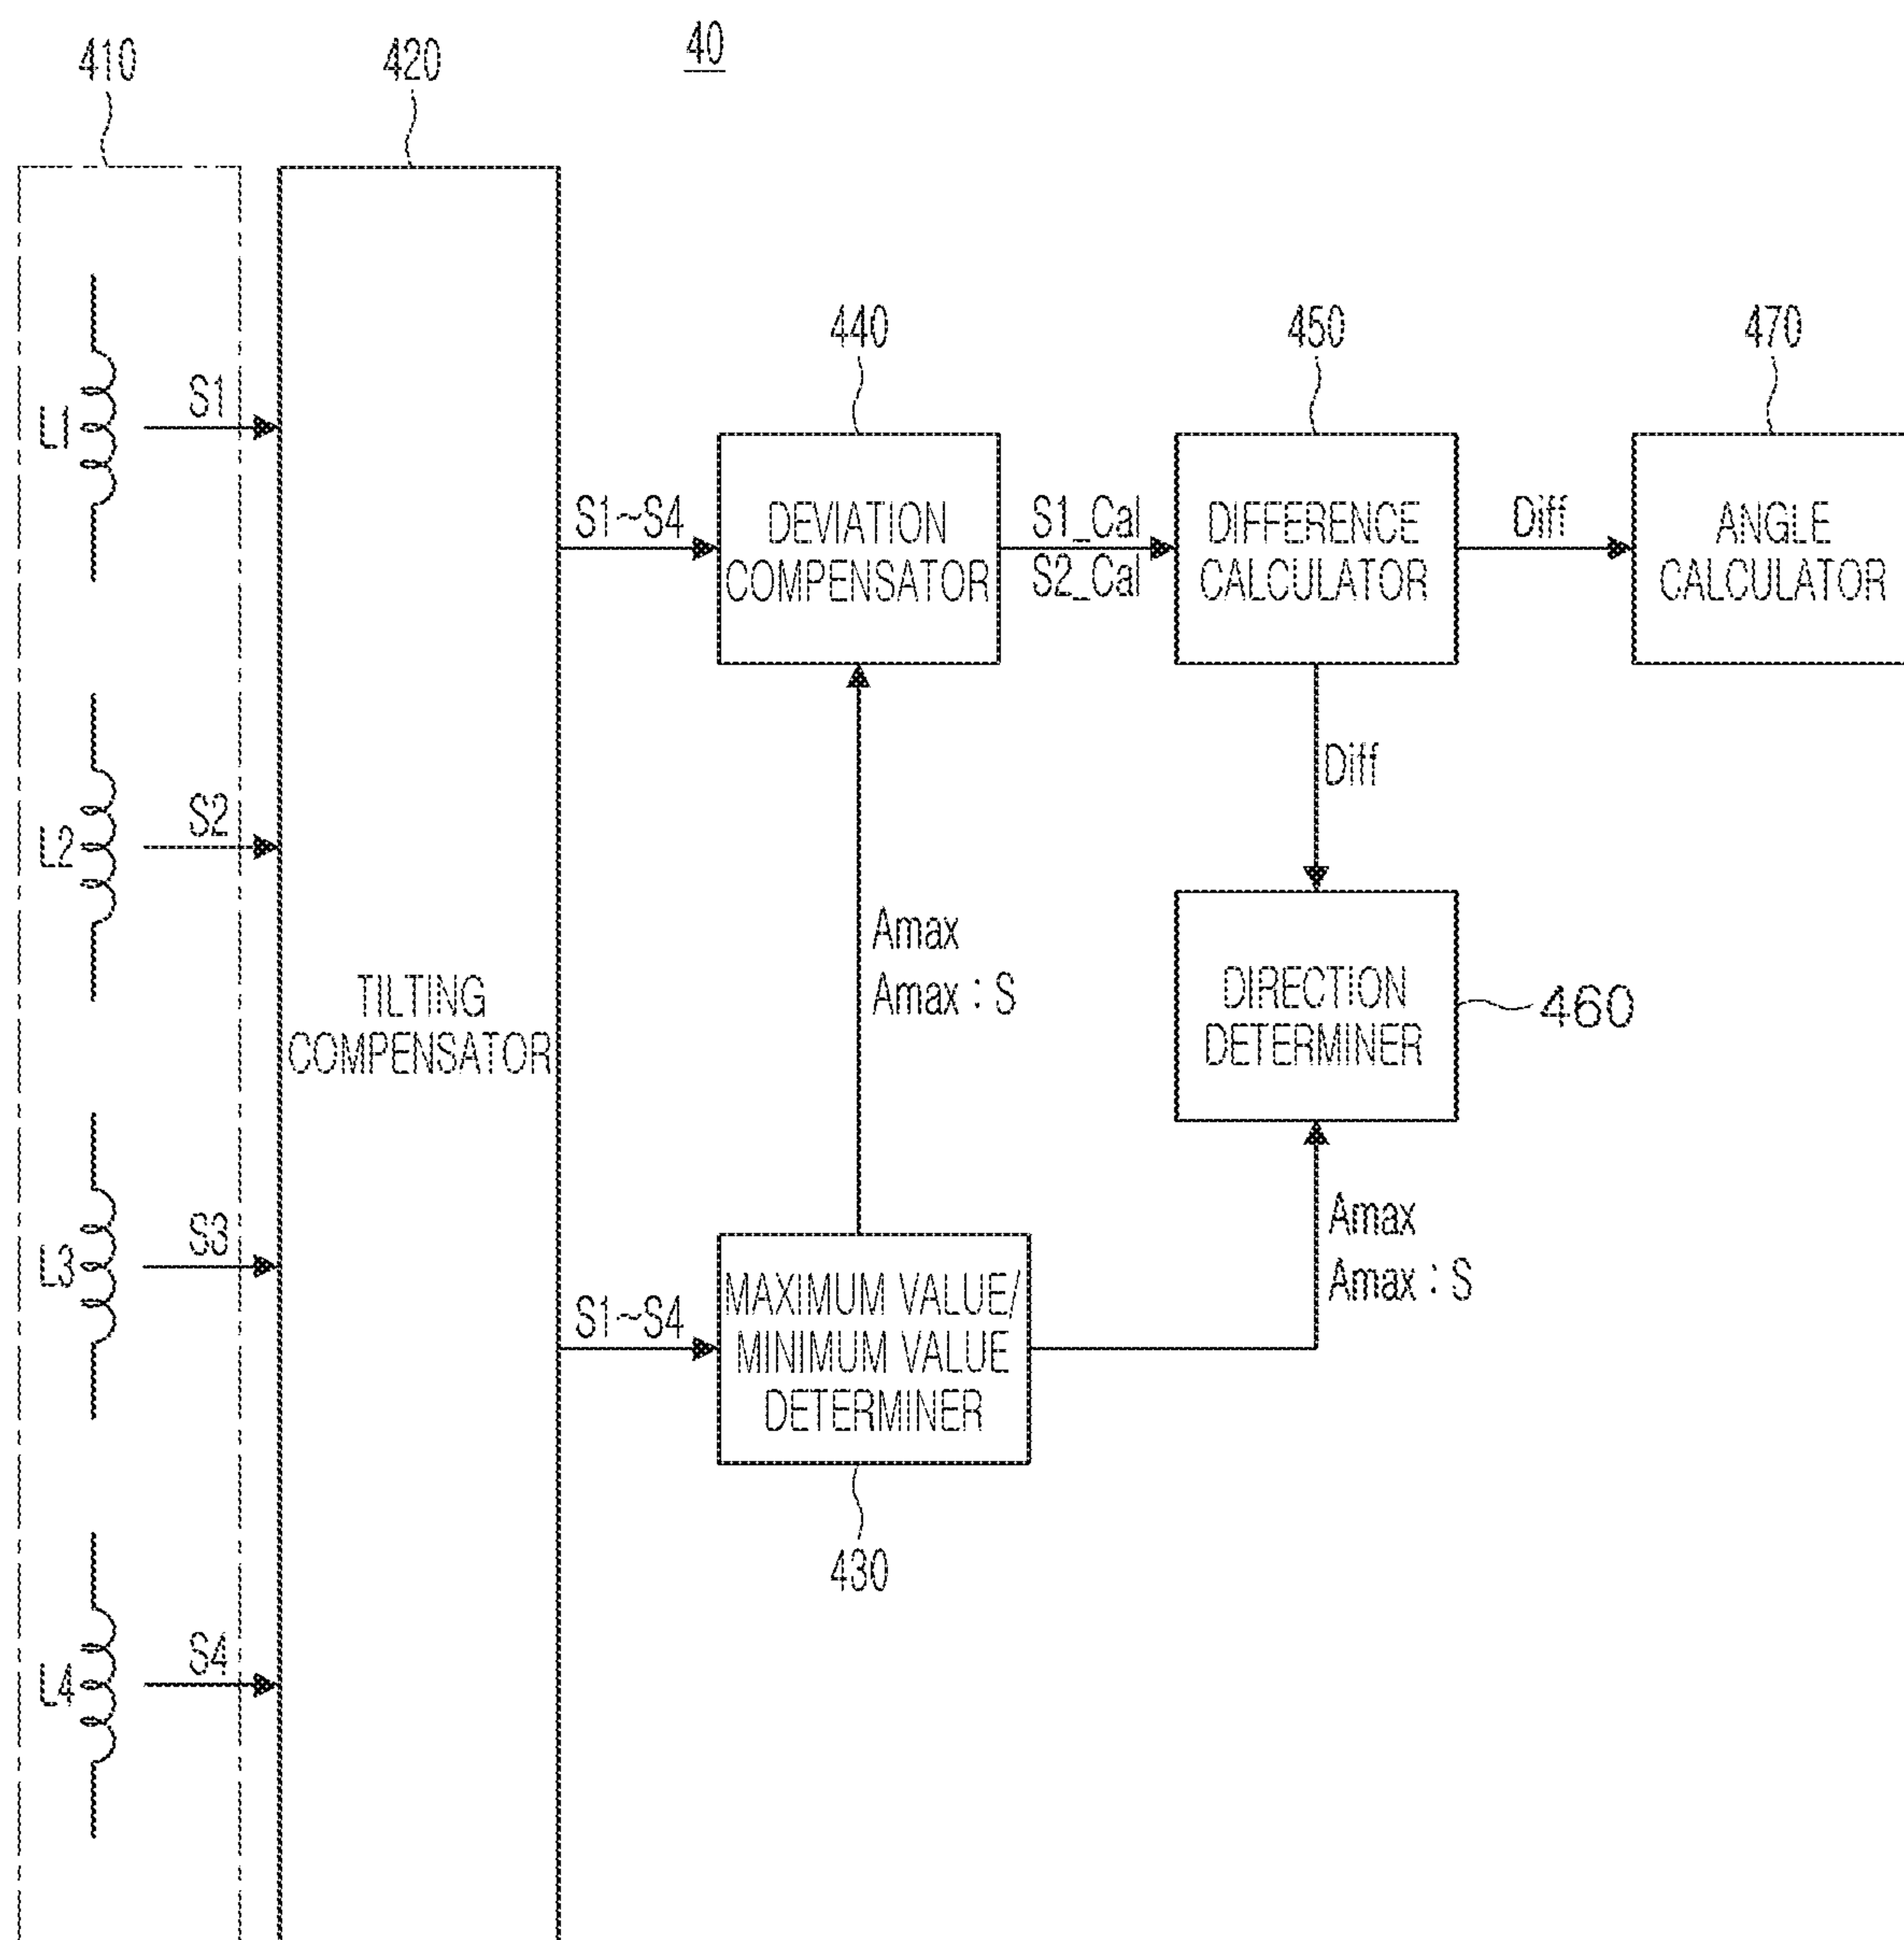 40
410
420
L1
S1
L2
S2
L3
S3
L4
S4
TILTING
COMPENSATOR
S1~S4
440
DEVIATION
COMPENSATOR
S1_Cal
S2_Cal
450
DIFFERENCE
CALCULATOR
Diff
470
ANGLE
CALCULATOR
Diff
Amax
Amax : S
DIRECTION
DETERMINER
460
S1~S4
MAXIMUM VALUE/
MINIMUM VALUE
DETERMINER
430
Amax
Amax : S